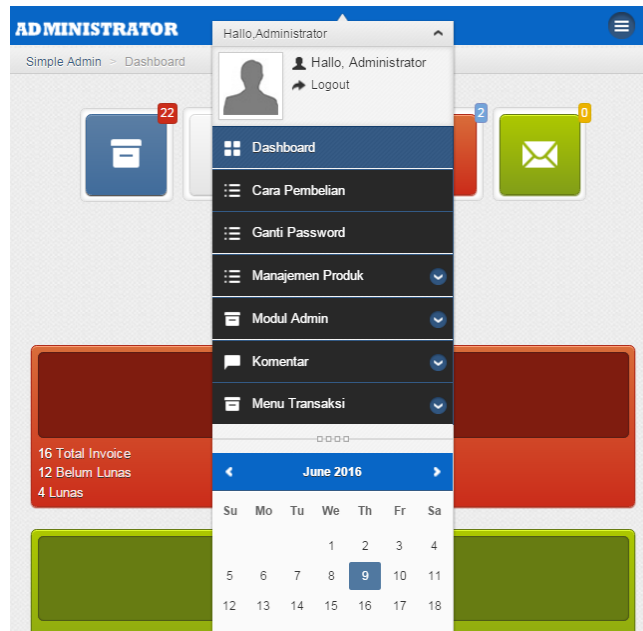 ADMINISTRATOR
Hallo,Administrator
Simple Admin > Dashboard
Hallo, Administrator
Logout
22
2
0
Dashboard
Cara Pembelian
Ganti Password
Manajemen Produk
Modul Admin
Komentar
Menu Transaksi
16 Total Invoice
12 Belum Lunas
4 Lunas
June 2016
Su Mo Tu We Th Fr Sa
1 2 3 4
5 6 7 8 9 10 11
12 13 14 15 16 17 18